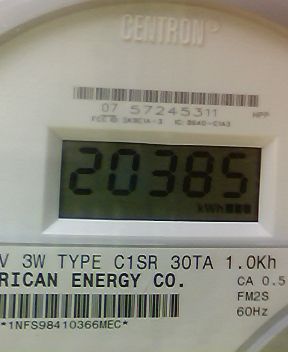 CENTRON®
07 57245311 HPP
20385
kWh
V 3W TYPE C1SR 30TA 1.0Kh
RICAN ENERGY CO. CA 0.5
FM2S
60Hz
*1NFS98410366MEC*